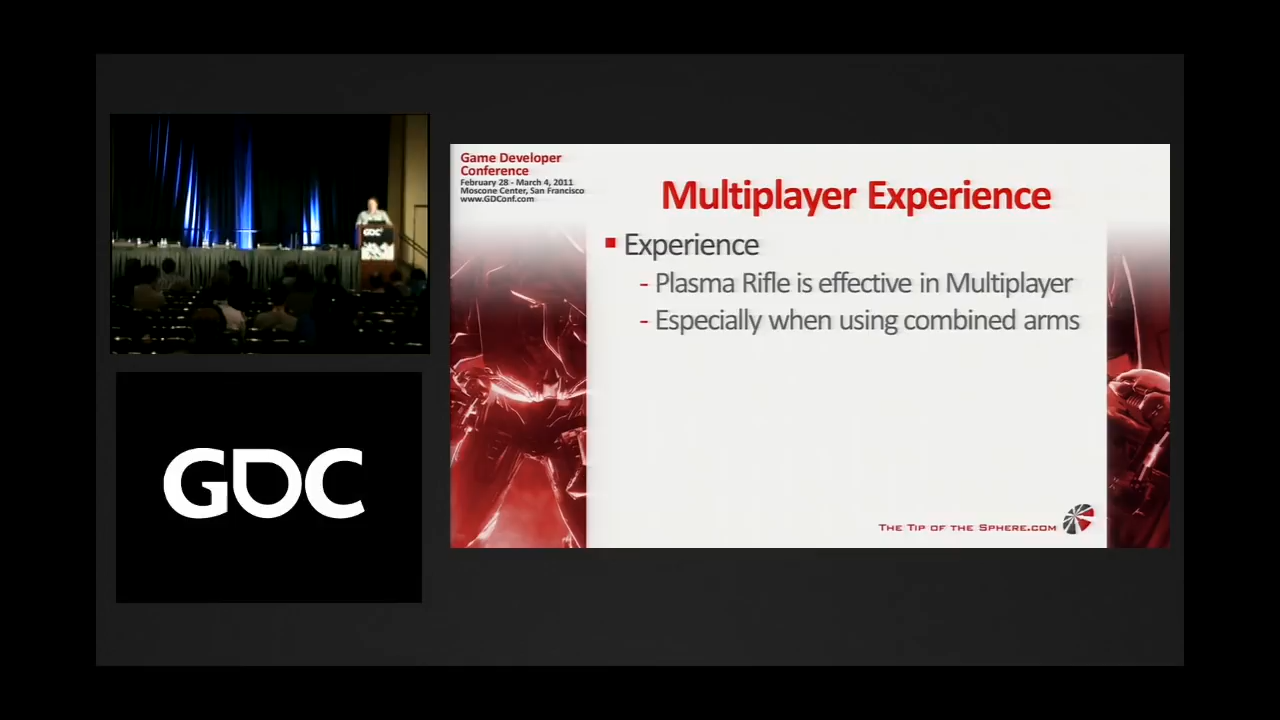 GDC
GDC
Game Developer
Conference
February 28 - March 4, 2011
Moscone Center, San Francisco
www.GDConf.com
Multiplayer Experience
Experience
- Plasma Rifle is effective in Multiplayer
- Especially when using combined arms
The Tip of the Sphere.com